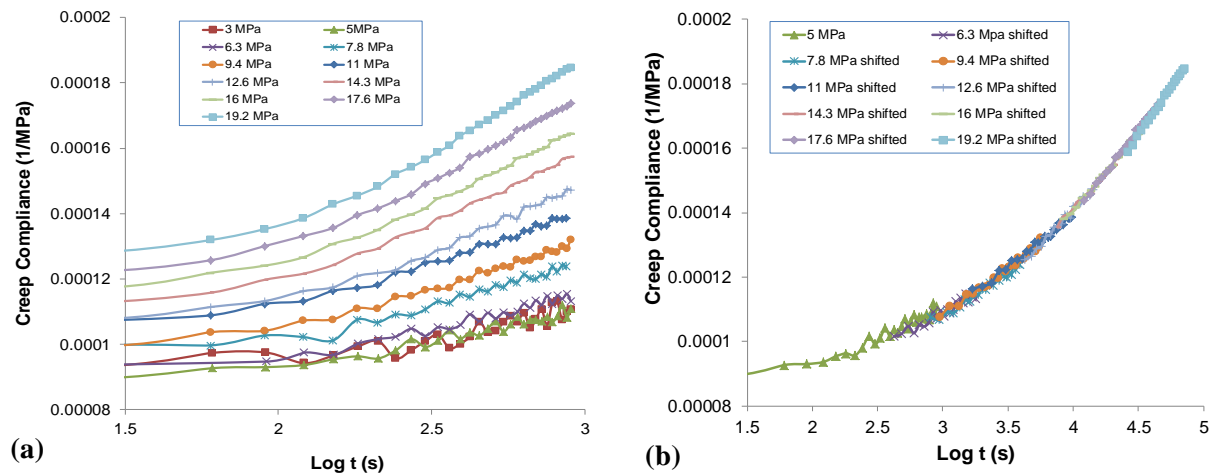 0.0002
0.00018
0.00016
0.00014
0.00012
0.0001
0.00008
Creep Compliance (1/MPa)
3 MPa 5MPa
6.3 MPa 7.8 MPa
9.4 MPa 11 MPa
12.6 MPa 14.3 MPa
16 MPa 17.6 MPa
19.2 MPa
1.5 2 2.5 3
Log t (s)
(a)
0.0002
0.00018
0.00016
0.00014
0.00012
0.0001
0.00008
Creep Compliance (1/MPa)
5 MPa 6.3 Mpa shifted
7.8 MPa shifted 9.4 MPa shifted
11 MPa shifted 12.6 MPa shifted
14.3 MPa shifted 16 MPa shifted
17.6 MPa shifted 19.2 MPa shifted
1.5 2 2.5 3 3.5 4 4.5 5
Log t (s)
(b)